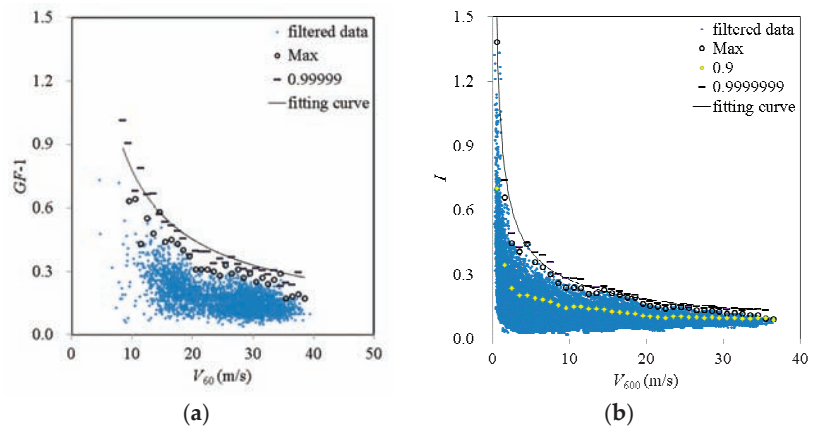 1.5
1.2
0.9
0.6
0.3
0.0
GF-1
0
10
20
30
40
50
V60 (m/s)
filtered data
Max
0.99999
fitting curve
(a)
1.5
1.2
0.9
0.6
0.3
0.0
I
0
10
20
30
40
V600 (m/s)
filtered data
Max
0.9
0.9999999
fitting curve
(b)